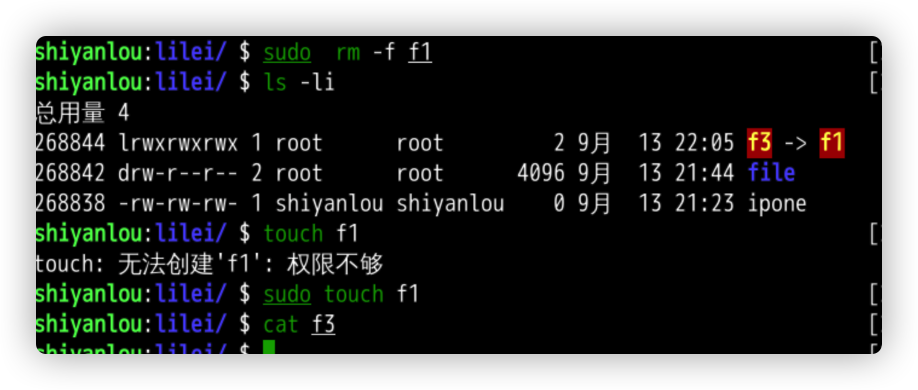 shiyanlou:lilei/ $ sudo  rm -f f1 [
shiyanlou:lilei/ $ ls -li [
总用量 4
268844 lrwxrwxrwx 1 root      root         2 9月  13 22:05 f3 -> f1
268842 drw-r--r-- 2 root      root      4096 9月  13 21:44 file
268838 -rw-rw-rw- 1 shiyanlou shiyanlou    0 9月  13 21:23 ipone
shiyanlou:lilei/ $ touch f1 [
touch: 无法创建'f1': 权限不够
shiyanlou:lilei/ $ sudo touch f1 [
shiyanlou:lilei/ $ cat f3 [
shiyanlou:lilei/ $ [